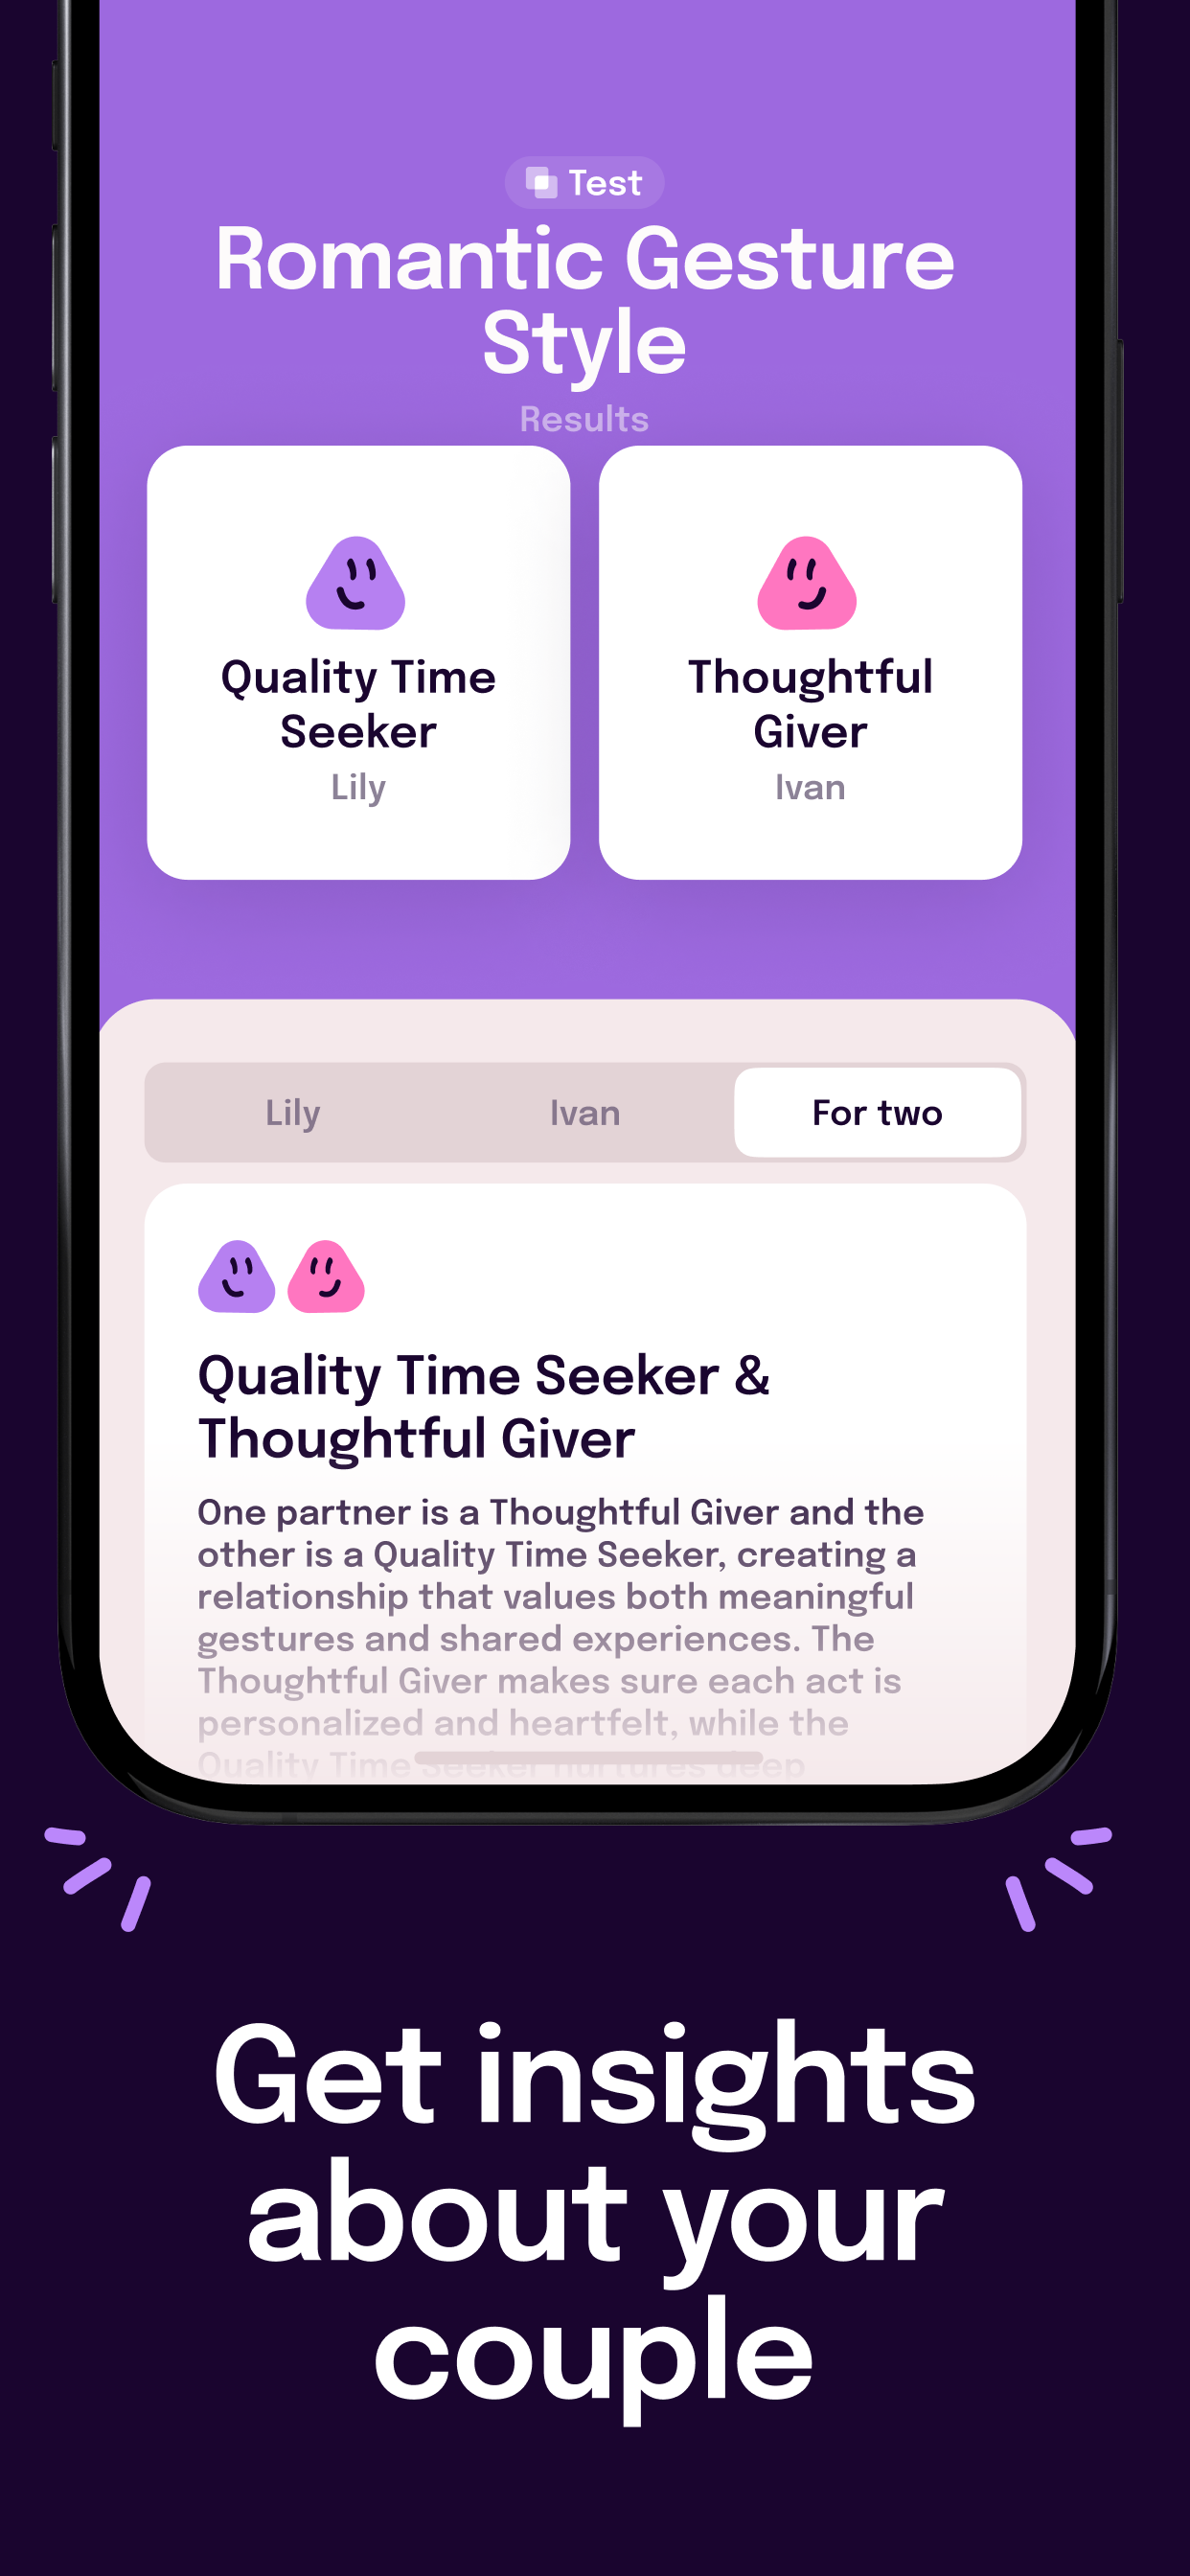 Test
Romantic Gesture
Style
Results
Quality Time
Seeker
Lily
Thoughtful
Giver
Ivan
Lily
Ivan
For two
Quality Time Seeker &
Thoughtful Giver
One partner is a Thoughtful Giver and the
other is a Quality Time Seeker, creating a
relationship that values both meaningful
gestures and shared experiences. The
Thoughtful Giver makes sure each act is
personalized and heartfelt, while the
Quality Time Seeker nurtures deep
Get insights
about your
couple